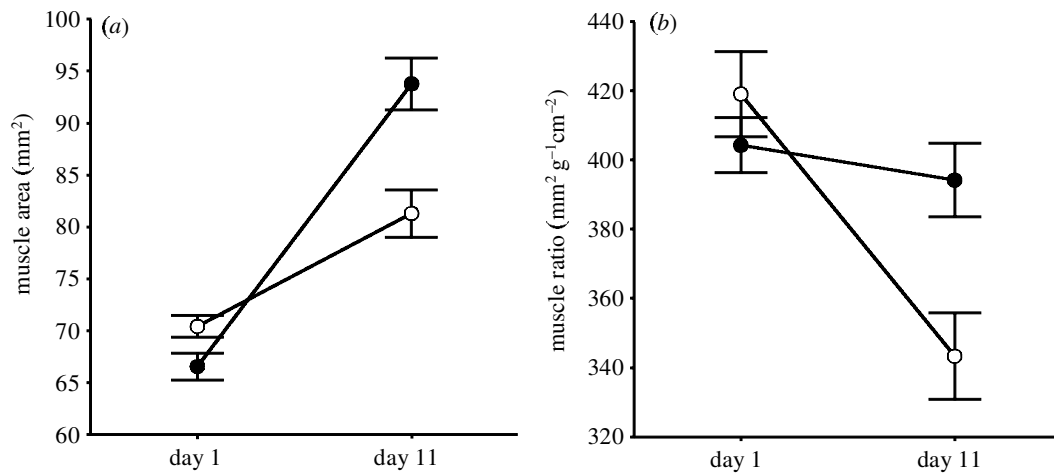 (a)
muscle area (mm²)
100
95
90
85
80
75
70
65
60
day 1 day 11
(b)
muscle ratio (mm² g⁻¹cm⁻²)
440
420
400
380
360
340
320
day 1 day 11